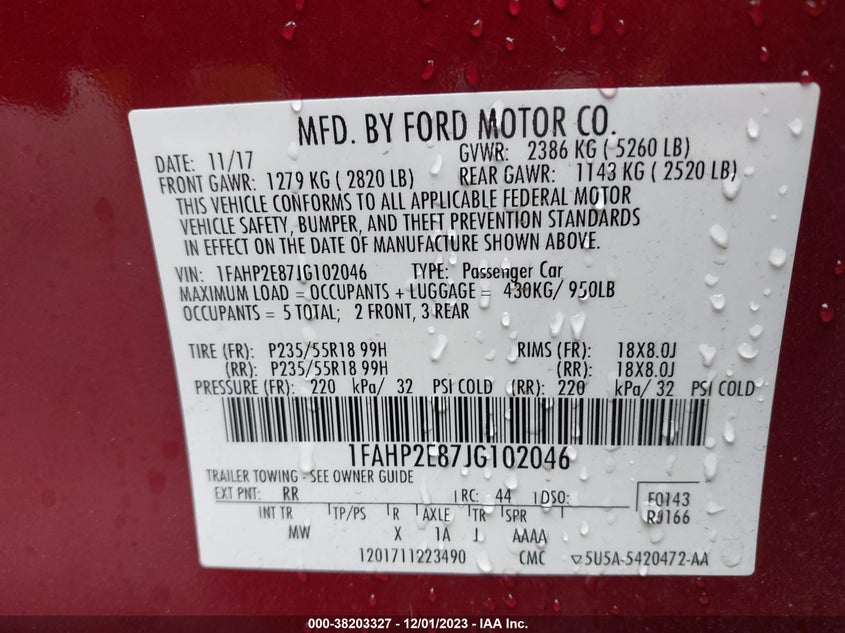 MFD. BY FORD MOTOR CO.
DATE: 11/17 GVWR: 2386 KG ( 5260 LB)
FRONT GAWR: 1279 KG ( 2820 LB) REAR GAWR: 1143 KG ( 2520 LB)
THIS VEHICLE CONFORMS TO ALL APPLICABLE FEDERAL MOTOR
VEHICLE SAFETY, BUMPER, AND THEFT PREVENTION STANDARDS
IN EFFECT ON THE DATE OF MANUFACTURE SHOWN ABOVE.
VIN: 1FAHP2E87JG102046 TYPE: Passenger Car
MAXIMUM LOAD = OCCUPANTS + LUGGAGE = 430KG/ 950LB
OCCUPANTS = 5 TOTAL; 2 FRONT, 3 REAR
TIRE (FR): P235/55R18 99H RIMS (FR): 18X8.0J
(RR): P235/55R18 99H (RR): 18X8.0J
PRESSURE (FR): 220 kPa/ 32 PSI COLD (RR): 220 kPa/ 32 PSI COLD
1FAHP2E87JG102046
TRAILER TOWING - SEE OWNER GUIDE
EXT PNT: RR RC: 44 DSO: F0143
INT TR TP/PS R AXLE TR SPR R0166
MW X 1A J AAAA
1201711223490 CMC 5U5A-5420472-AA
000-38203327 - 12/01/2023 - IAA Inc.